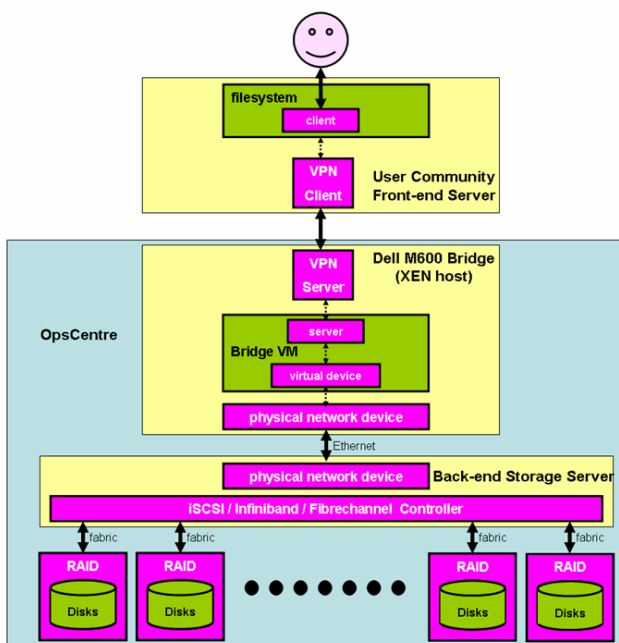 filesystem
client
VPN
Client
User Community
Front-end Server
VPN
Server
Dell M600 Bridge
(XEN host)
OpsCentre
server
Bridge VM
virtual device
physical network device
Ethernet
physical network device
Back-end Storage Server
iSCSI / Infiniband / Fibrechannel Controller
fabric
fabric
fabric
fabric
RAID
RAID
RAID
RAID
Disks
Disks
Disks
Disks